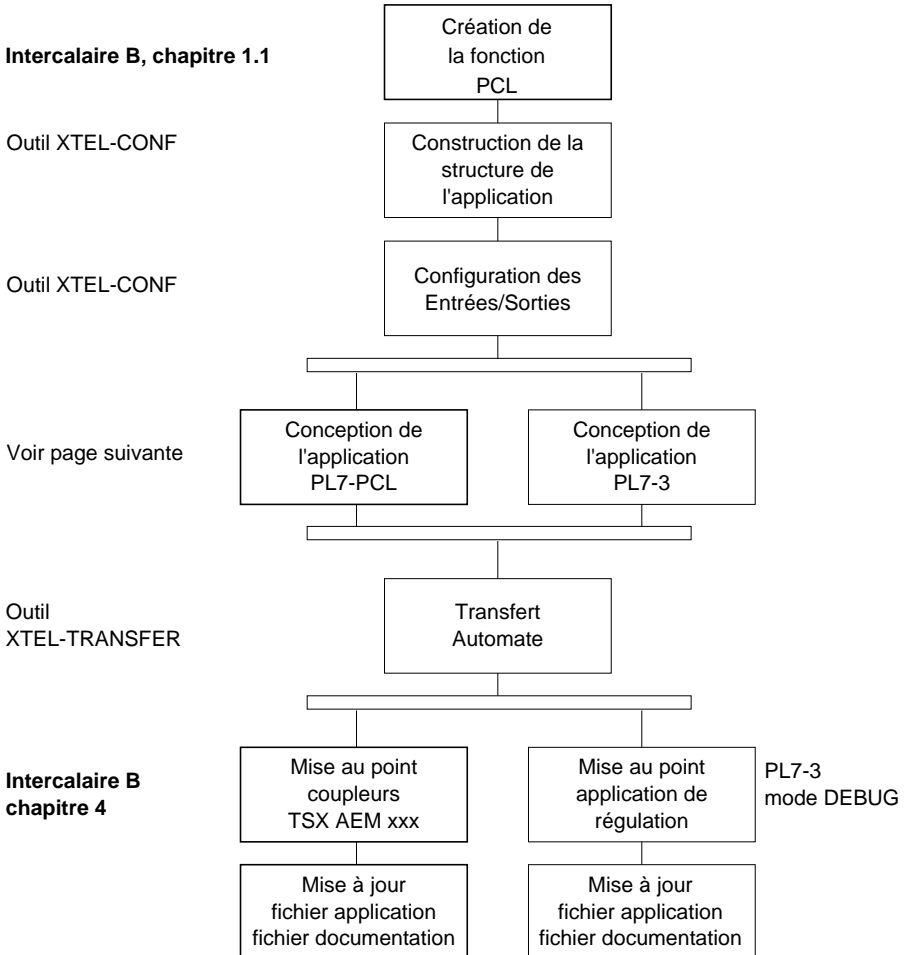 Création de
la fonction
PCL
Intercalaire B, chapitre 1.1
Outil XTEL-CONF
Construction de la
structure de
l'application
Outil XTEL-CONF
Configuration des
Entrées/Sorties
Voir page suivante
Conception de
l'application
PL7-PCL
Conception de
l'application
PL7-3
Outil
XTEL-TRANSFER
Transfert
Automate
Intercalaire B
chapitre 4
Mise au point
coupleurs
TSX AEM xxx
Mise au point
application de
régulation
PL7-3
mode DEBUG
Mise à jour
fichier application
fichier documentation
Mise à jour
fichier application
fichier documentation